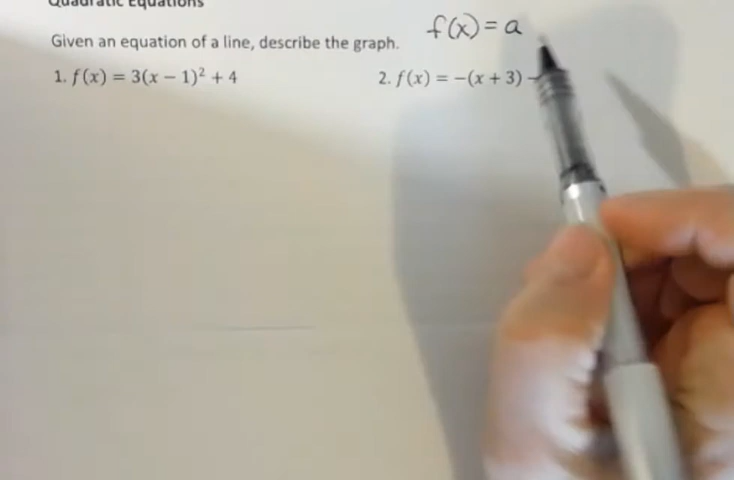 Quadratic Equations
f(x) = a
Given an equation of a line, describe the graph.
1. f(x) = 3(x − 1)² + 4 2. f(x) = −(x + 3) −